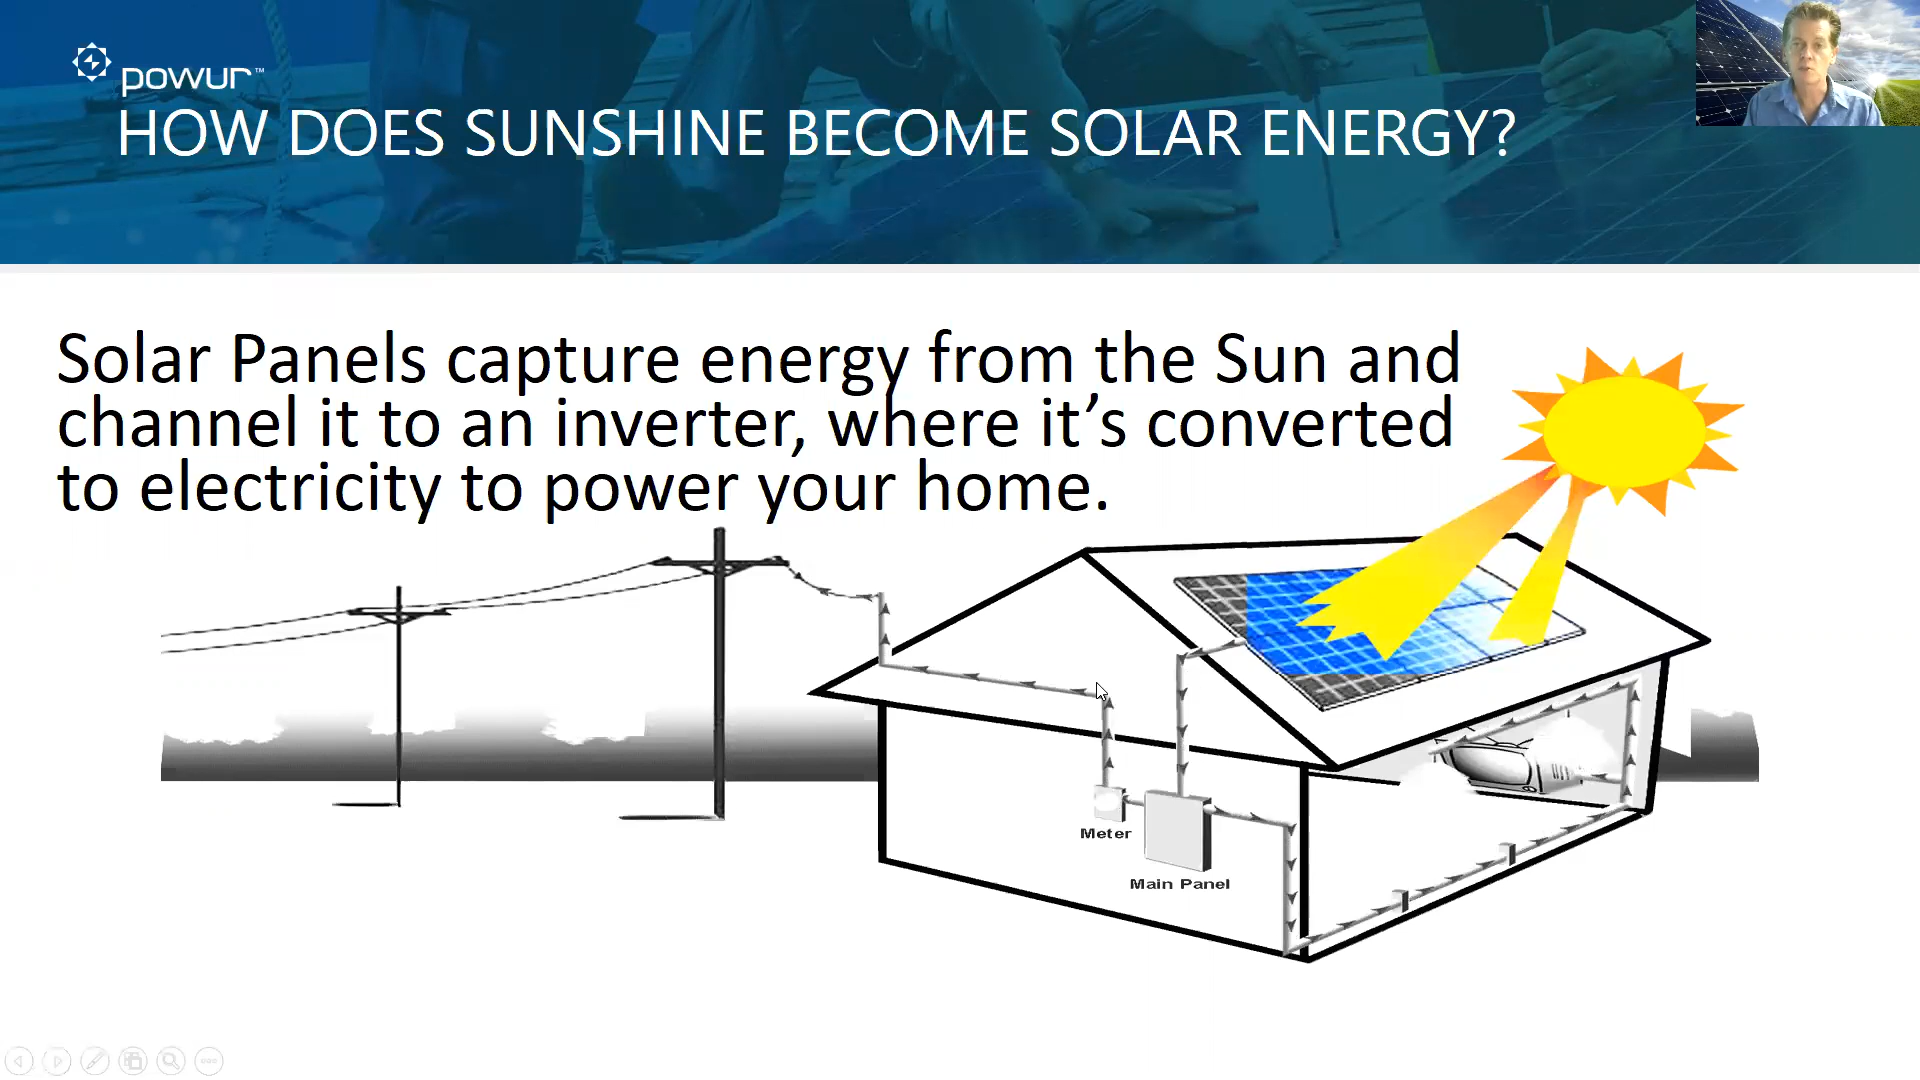 powur™
HOW DOES SUNSHINE BECOME SOLAR ENERGY?
Solar Panels capture energy from the Sun and
channel it to an inverter, where it’s converted
to electricity to power your home.
Meter
Main Panel